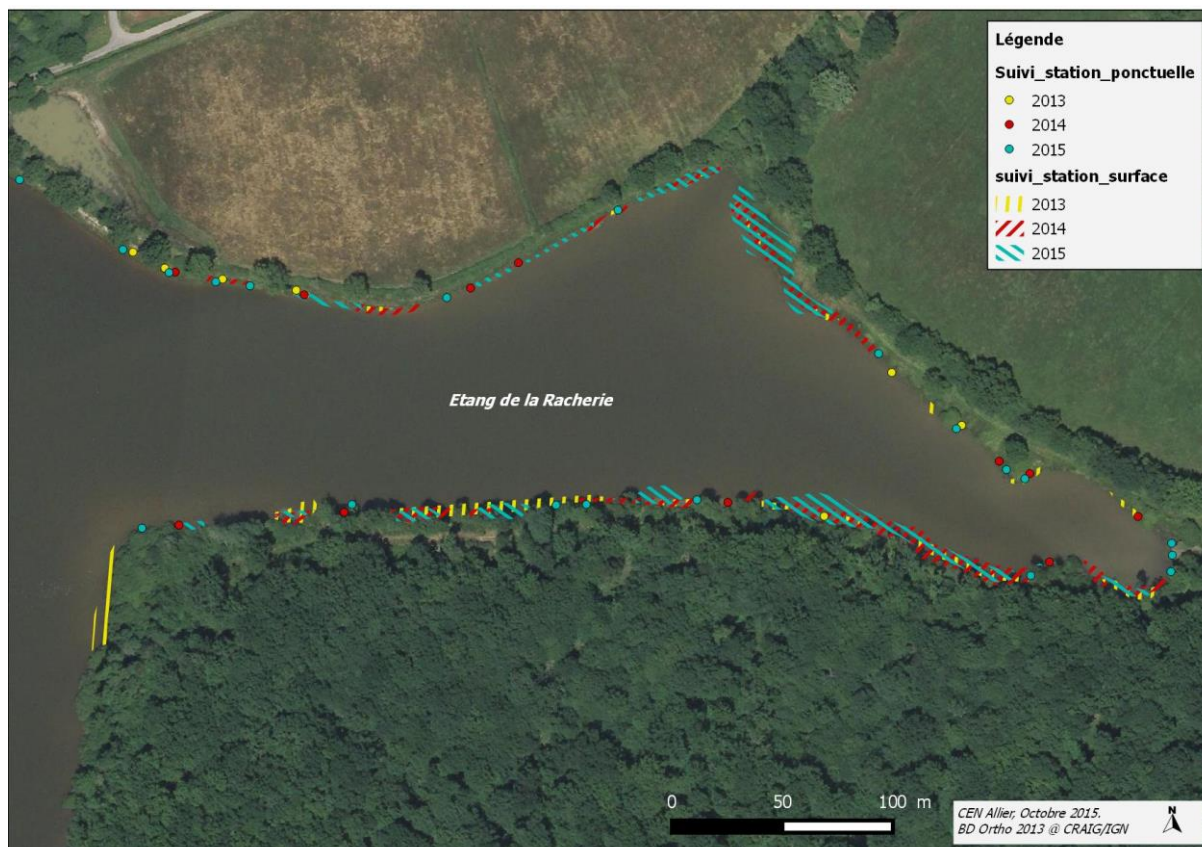 Légende
Suivi_station_ponctuelle
2013
2014
2015
suivi_station_surface
2013
2014
2015
Etang de la Racherie
0 50 100 m
CEN Allier, Octobre 2015.
BD Ortho 2013 @ CRAIG/IGN
N